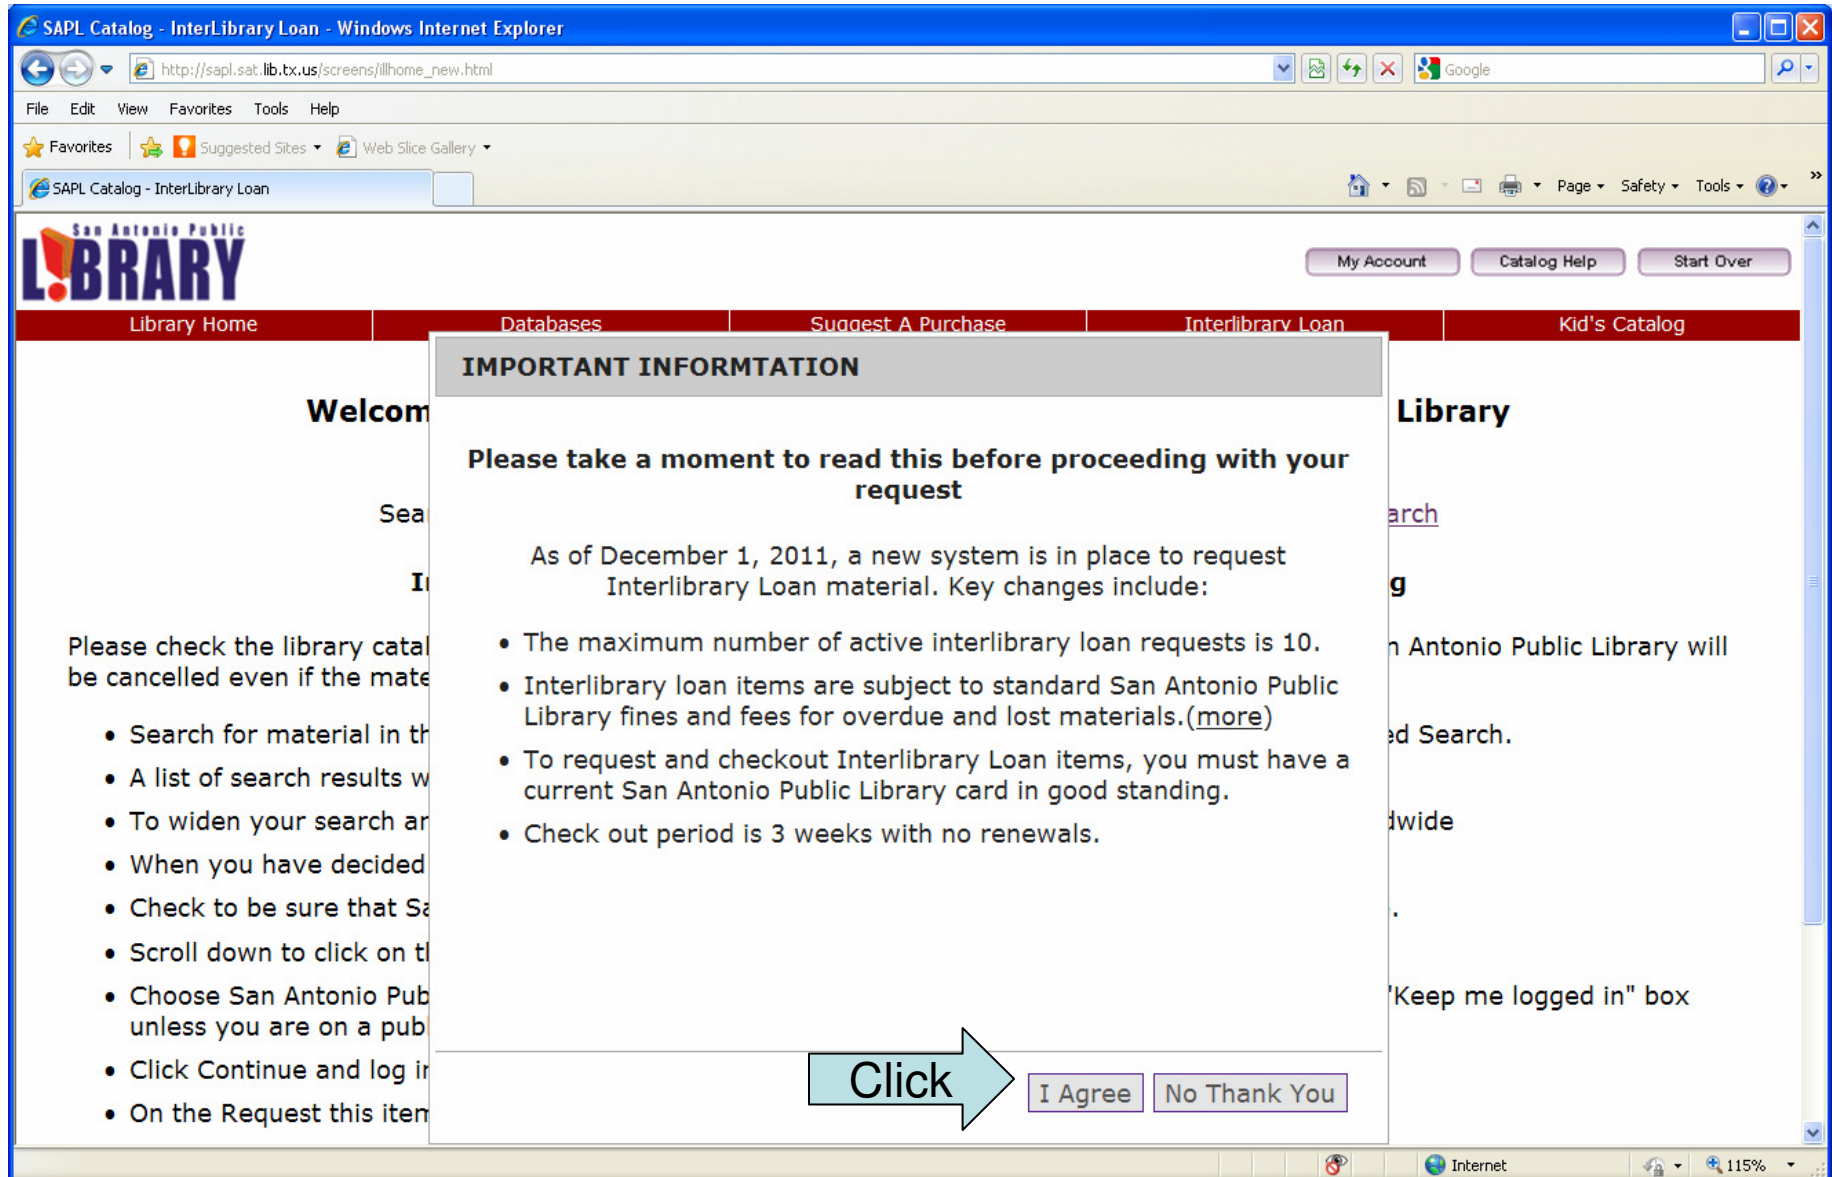 SAPL Catalog - InterLibrary Loan - Windows Internet Explorer
http://sapl.sat.lib.tx.us/screens/illhome_new.html
Google
File Edit View Favorites Tools Help
Favorites Suggested Sites Web Slice Gallery
SAPL Catalog - InterLibrary Loan
Page Safety Tools
San Antonio Public
L!BRARY
My Account Catalog Help Start Over
Library Home Databases Suggest A Purchase Interlibrary Loan Kid's Catalog
IMPORTANT INFORMTATION
Welcom Library
Please take a moment to read this before proceeding with your
request
Sea arch
As of December 1, 2011, a new system is in place to request
Interlibrary Loan material. Key changes include:
I g
Please check the library catal n Antonio Public Library will
be cancelled even if the mate
• The maximum number of active interlibrary loan requests is 10.
• Interlibrary loan items are subject to standard San Antonio Public
Library fines and fees for overdue and lost materials.(more)
• To request and checkout Interlibrary Loan items, you must have a
current San Antonio Public Library card in good standing.
• Check out period is 3 weeks with no renewals.
• Search for material in th ed Search.
• A list of search results w
• To widen your search ar dwide
• When you have decided
• Check to be sure that Sa .
• Scroll down to click on t
• Choose San Antonio Pub "Keep me logged in" box
unless you are on a pub
• Click Continue and log in
• On the Request this item
Click
I Agree No Thank You
Internet 115%